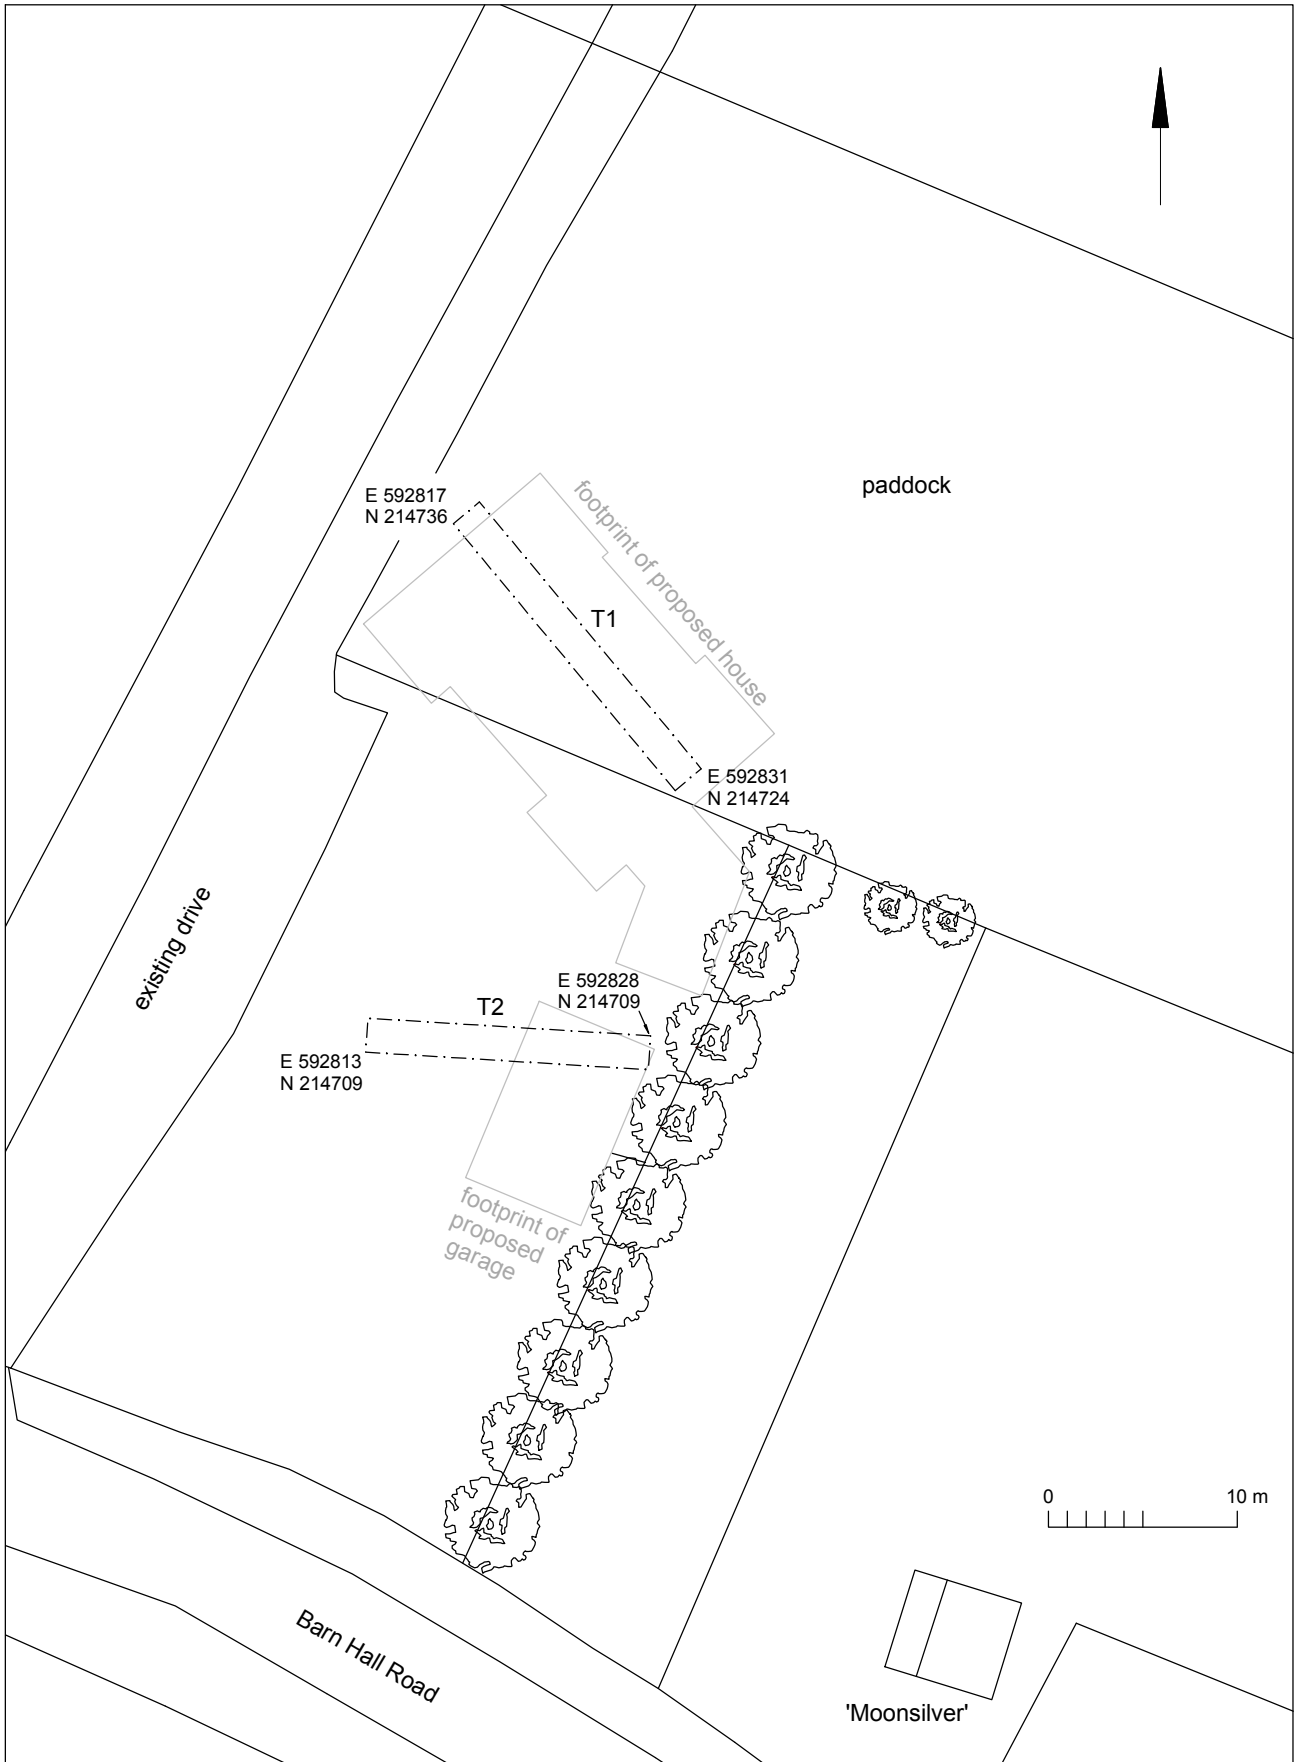 paddock
E 592817
N 214736
footprint of proposed house
T1
E 592831
N 214724
existing drive
E 592828
N 214709
T2
E 592813
N 214709
footprint of
proposed
garage
0 10 m
Barn Hall Road
'Moonsilver'